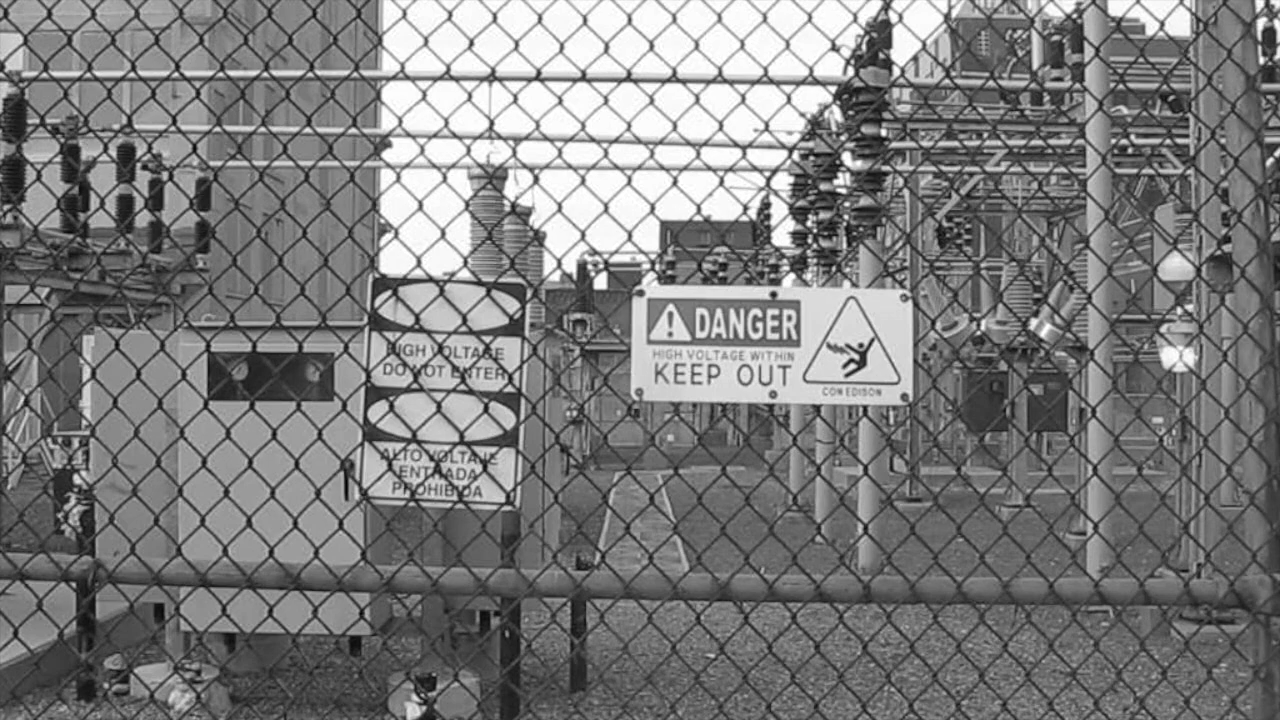 HIGH VOLTAGE
DO NOT ENTER
ALTO VOLTAJE
ENTRADA
PROHIBIDA
DANGER
HIGH VOLTAGE WITHIN
KEEP OUT
CON EDISON